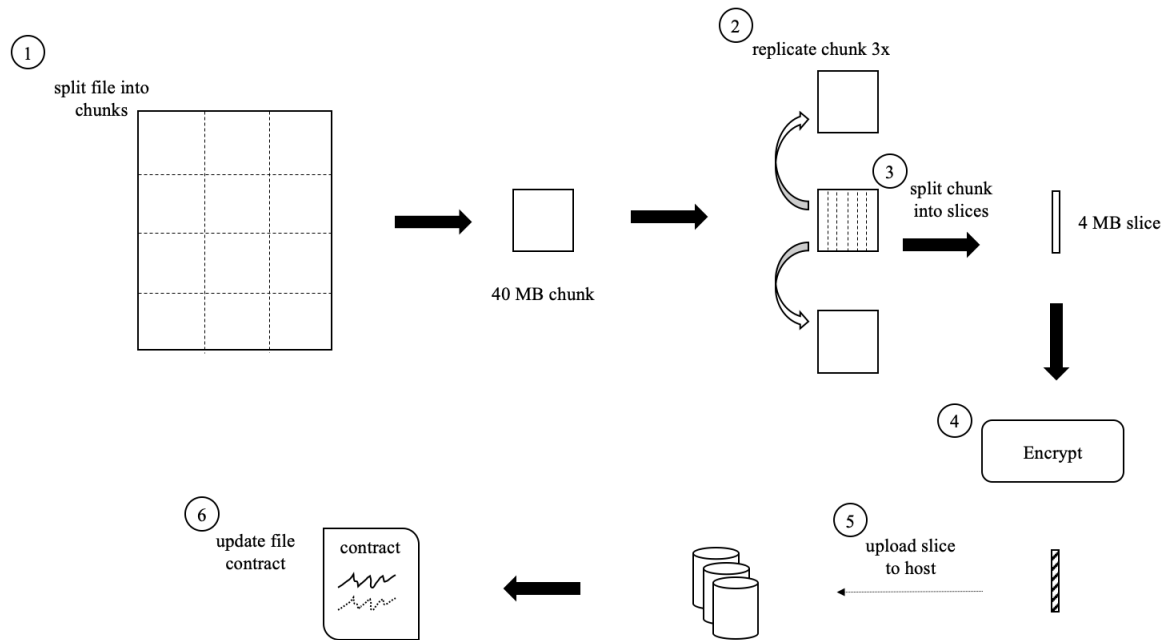 1
split file into
chunks
40 MB chunk
2
replicate chunk 3x
3
split chunk
into slices
4 MB slice
4
Encrypt
5
upload slice
to host
6
update file
contract
contract